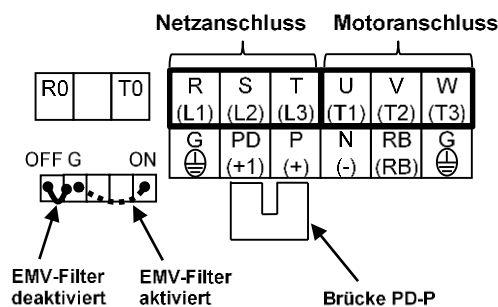 Netzanschluss Motoranschluss
R0 T0 R S T U V W
(L1) (L2) (L3) (T1) (T2) (T3)
G PD P N RB G
(+1) (+) (-) (RB)
OFF G ON
EMV-Filter deaktiviert
EMV-Filter aktiviert
Brücke PD-P